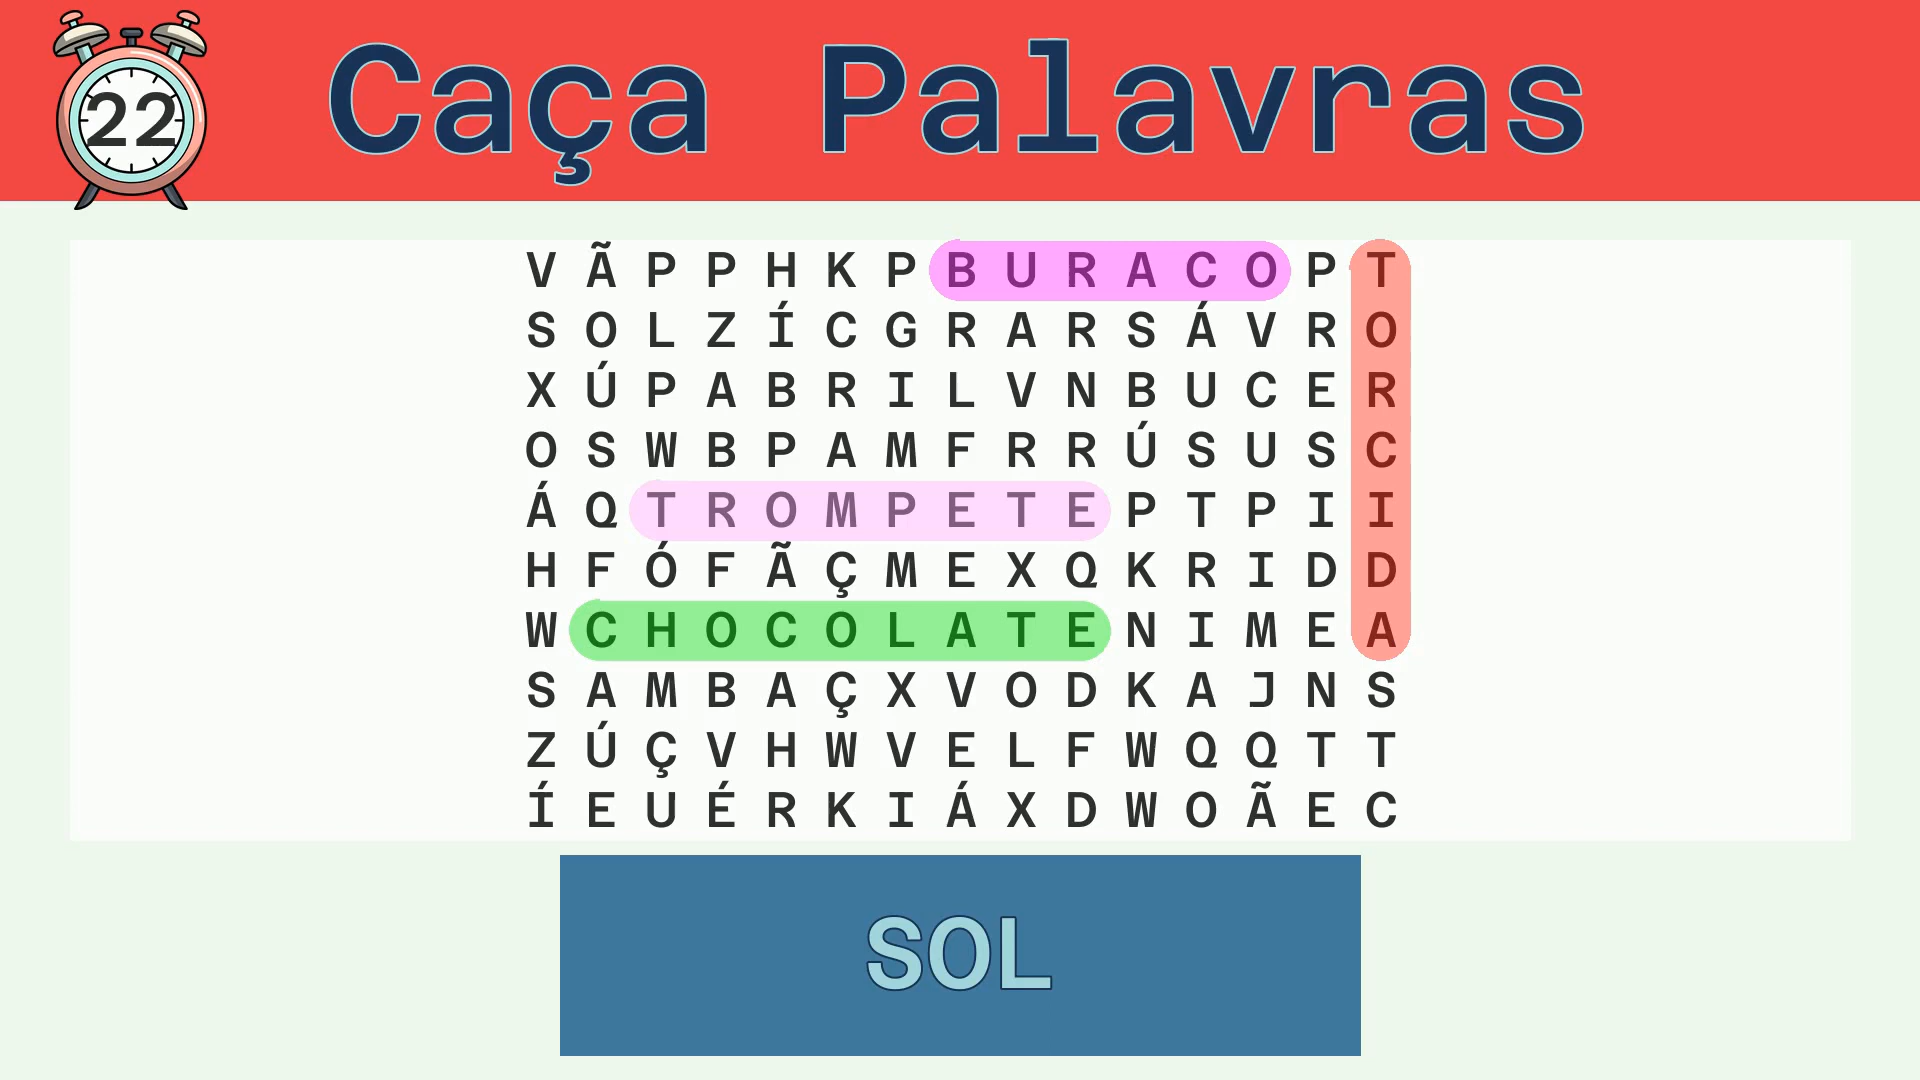 22
Caça Palavras
V Ã P P H K P B U R A C O P T
S O L Z Í C G R A R S Á V R O
X Ú P A B R I L V N B U C E R
O S W B P A M F R R Ú S U S C
Á Q T R O M P E T E P T P I I
H F Ó F Ã Ç M E X Q K R I D D
W C H O C O L A T E N I M E A
S A M B A Ç X V O D K A J N S
Z Ú Ç V H W V E L F W Q Q T T
Í E U É R K I Á X D W O Ã E C
SOL